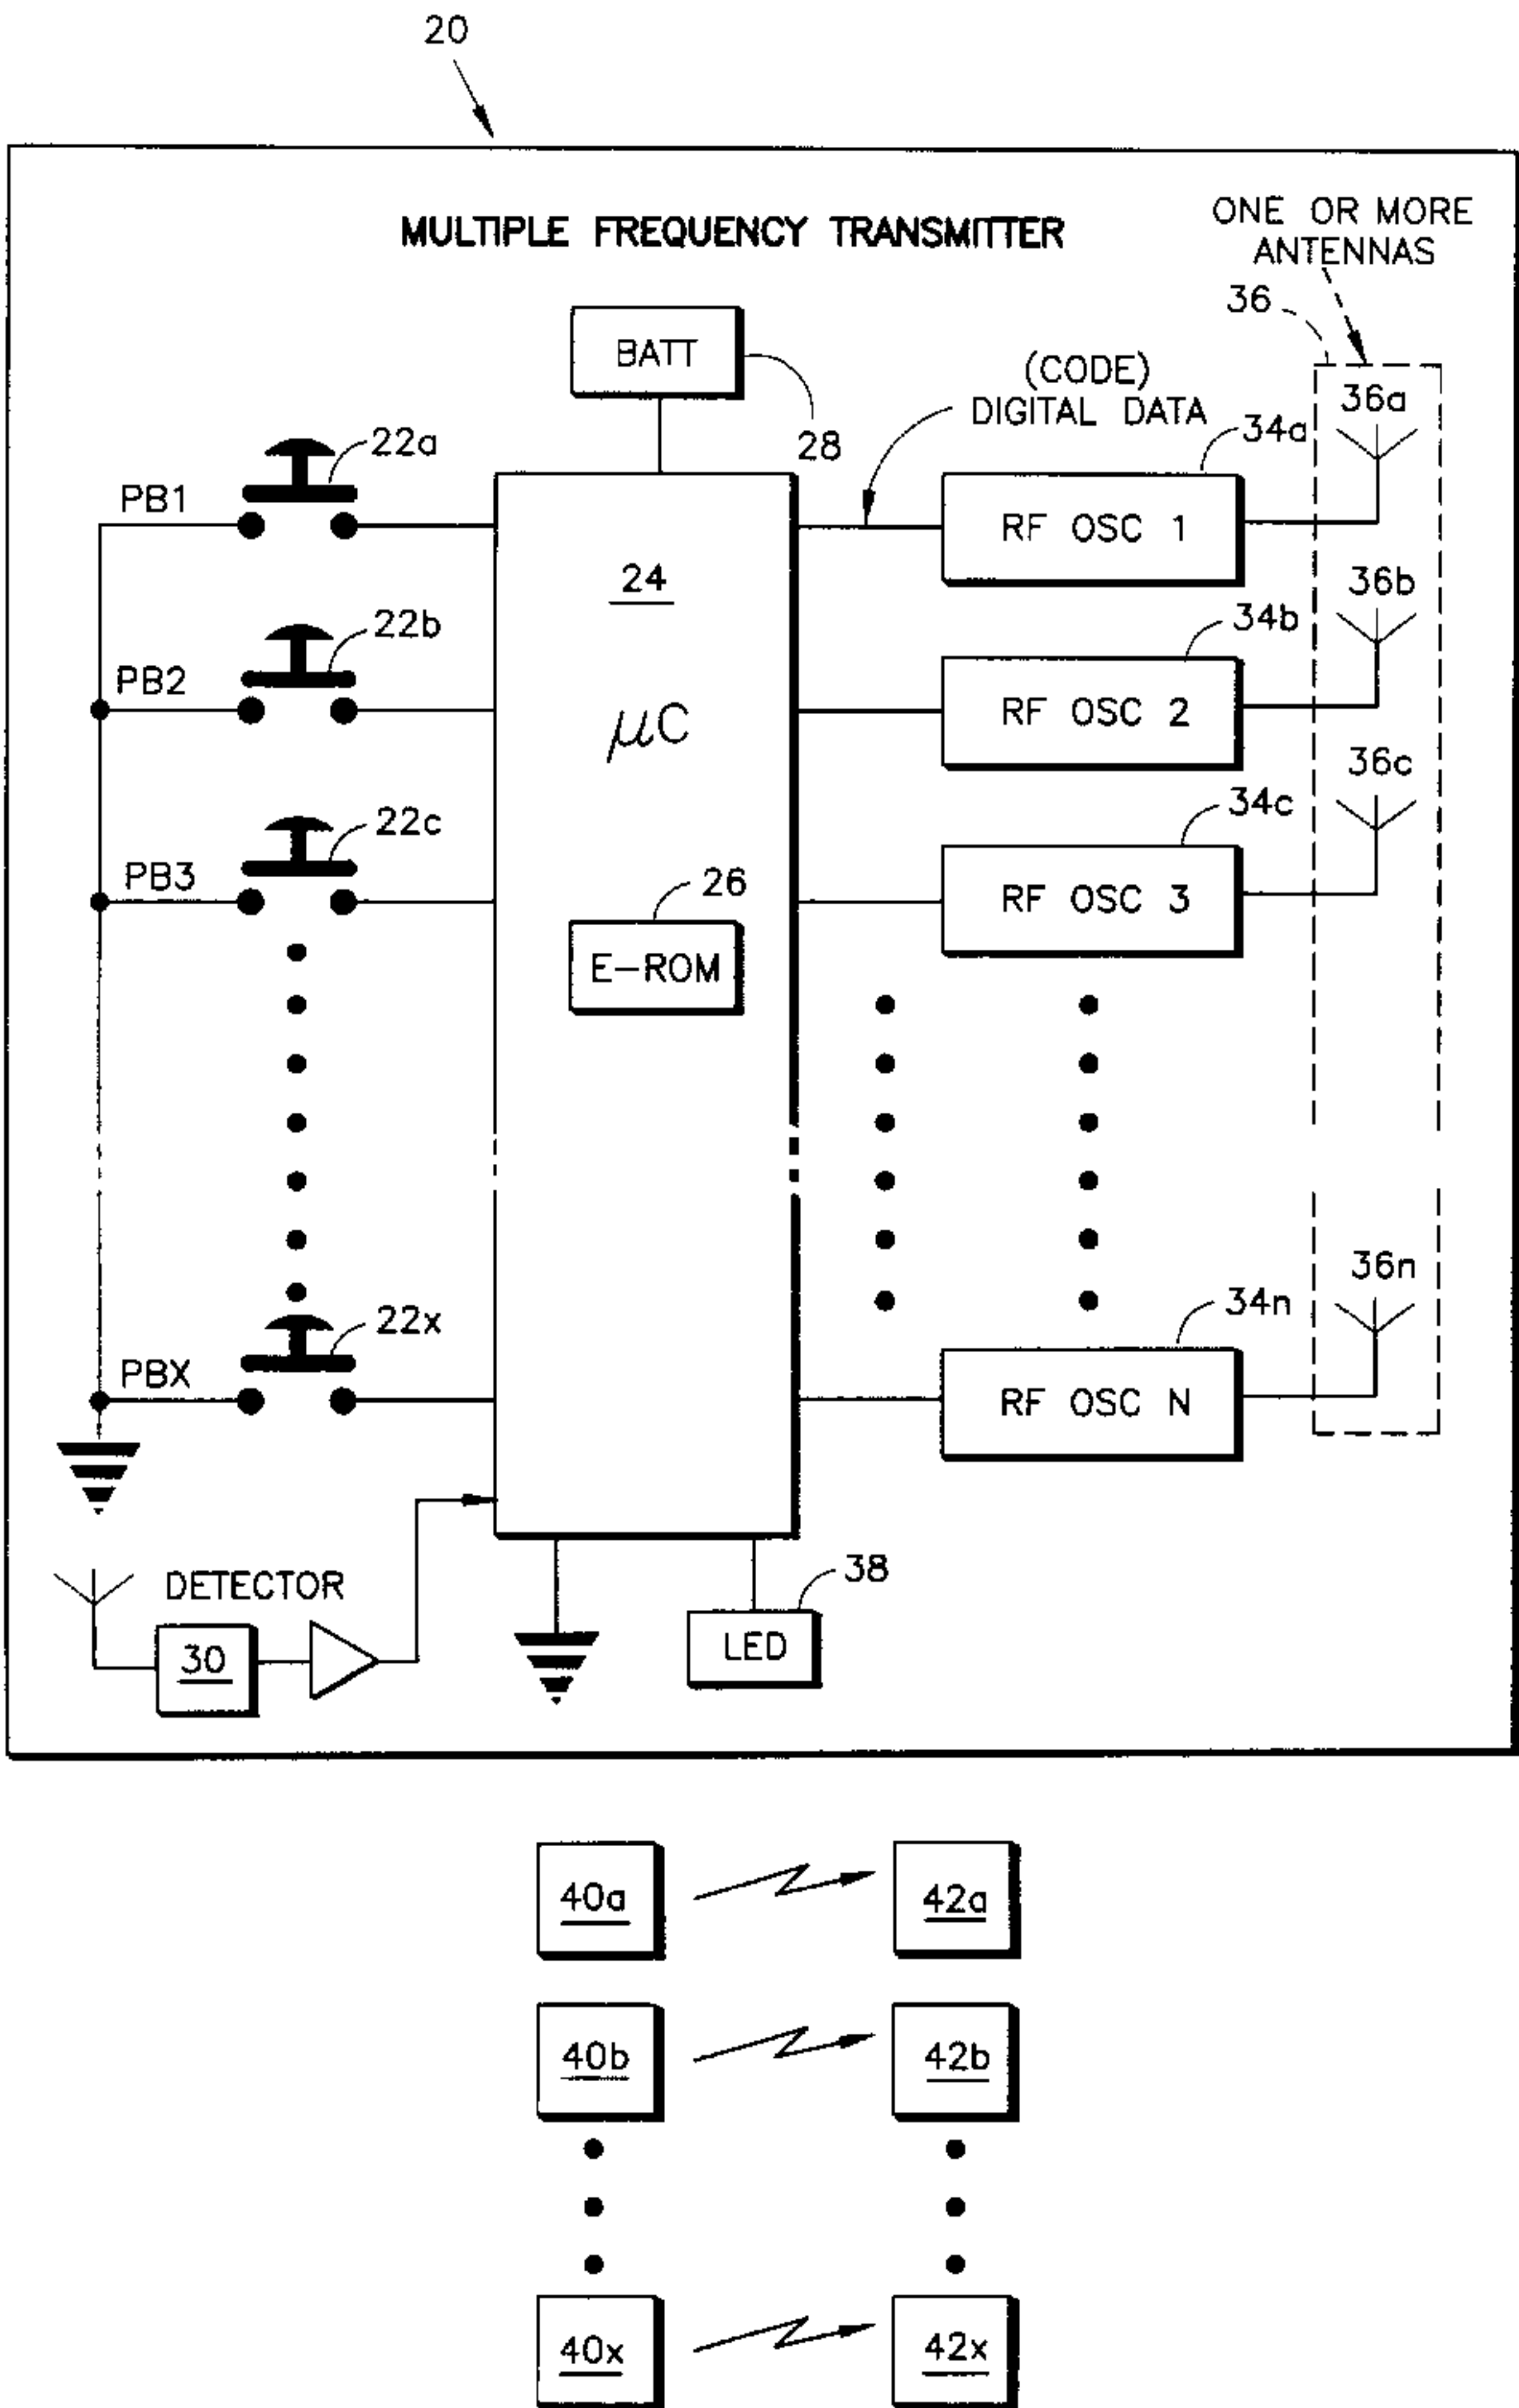 20
MULTIPLE FREQUENCY TRANSMITTER
ONE OR MORE
ANTENNAS
36
BATT
28
(CODE)
DIGITAL DATA
34a
36a
22a
PB1
RF OSC 1
24
36b
22b
34b
PB2
μC
RF OSC 2
36c
22c
34c
PB3
26
RF OSC 3
E-ROM
36n
22x
34n
PBX
RF OSC N
DETECTOR
38
30
LED
40a
42a
40b
42b
40x
42x